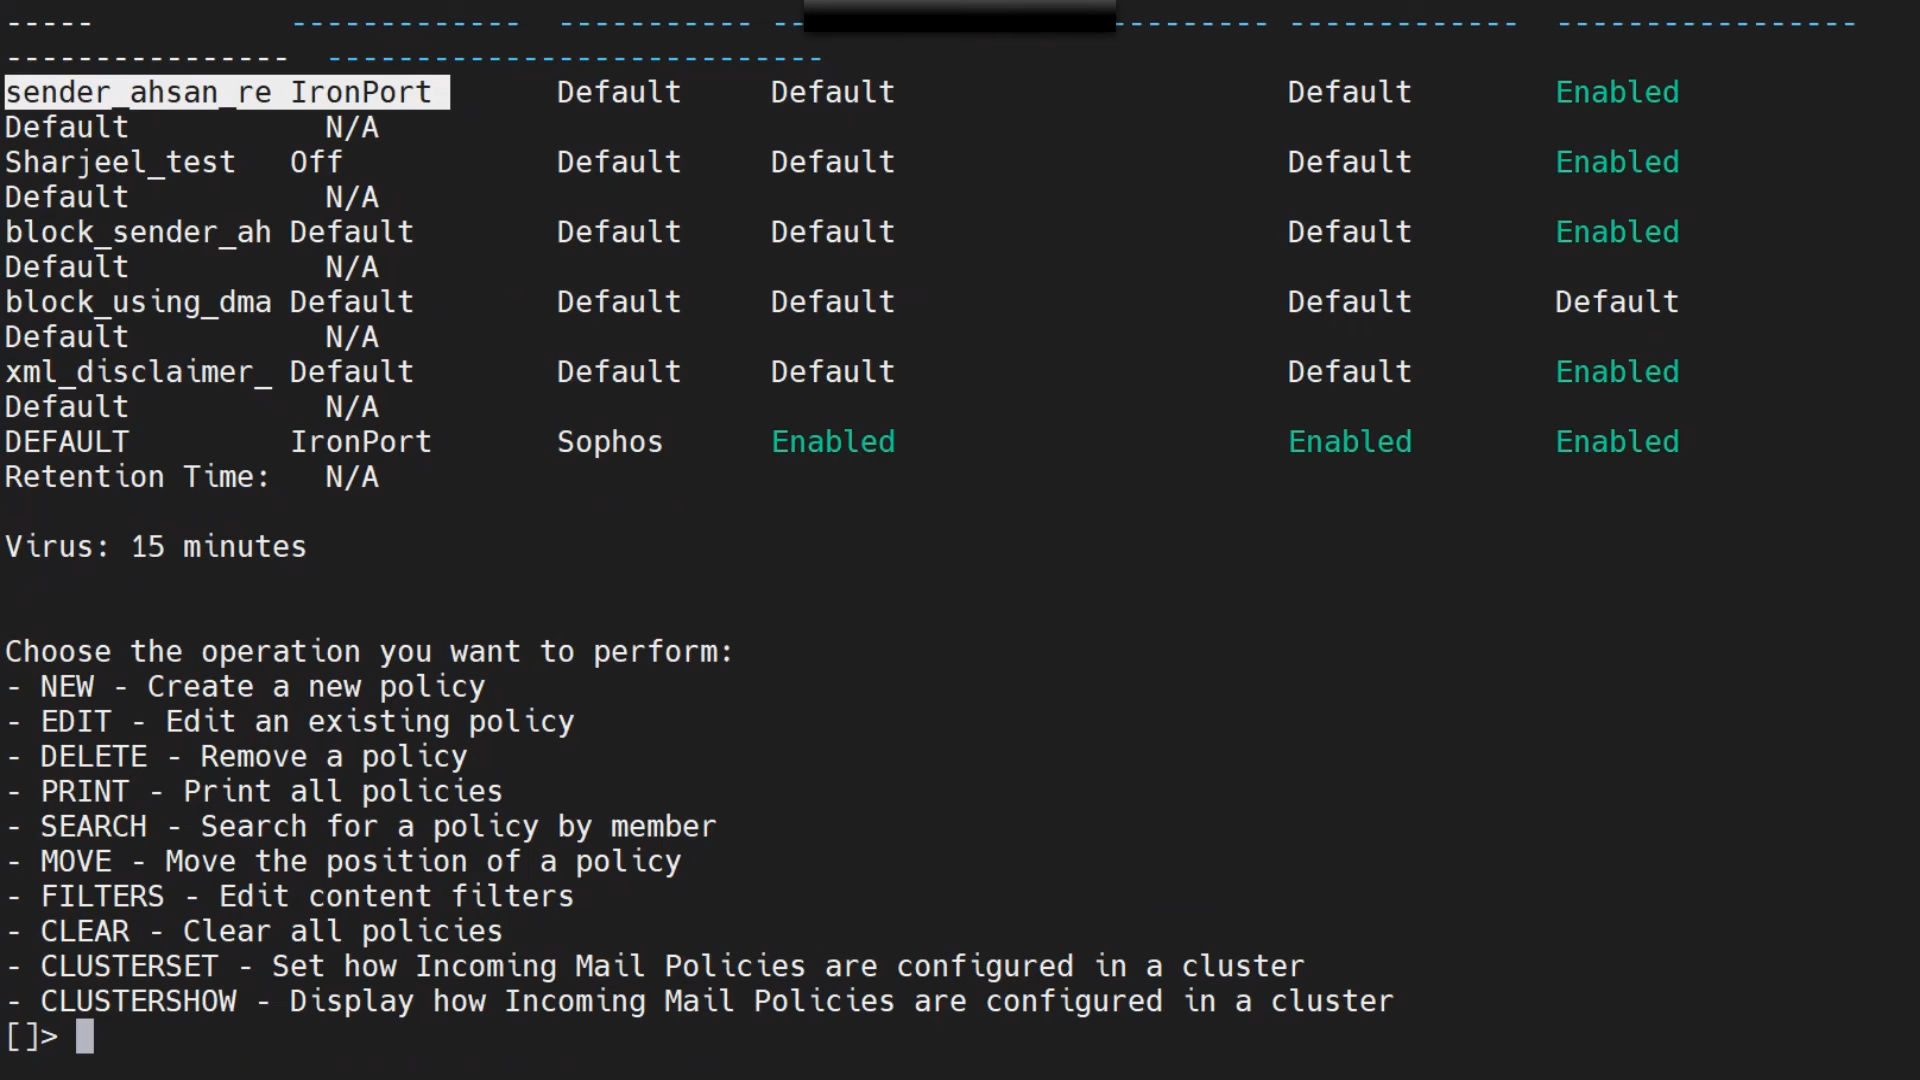 ----- ------------- ----------- -- --------- ------------- -----------------
---------------- ----------------------------
sender_ahsan_re IronPort Default Default Default Enabled
Default N/A
Sharjeel_test Off Default Default Default Enabled
Default N/A
block_sender_ah Default Default Default Default Enabled
Default N/A
block_using_dma Default Default Default Default Default
Default N/A
xml_disclaimer_ Default Default Default Default Enabled
Default N/A
DEFAULT IronPort Sophos Enabled Enabled Enabled
Retention Time: N/A
Virus: 15 minutes
Choose the operation you want to perform:
- NEW - Create a new policy
- EDIT - Edit an existing policy
- DELETE - Remove a policy
- PRINT - Print all policies
- SEARCH - Search for a policy by member
- MOVE - Move the position of a policy
- FILTERS - Edit content filters
- CLEAR - Clear all policies
- CLUSTERSET - Set how Incoming Mail Policies are configured in a cluster
- CLUSTERSHOW - Display how Incoming Mail Policies are configured in a cluster
[]>